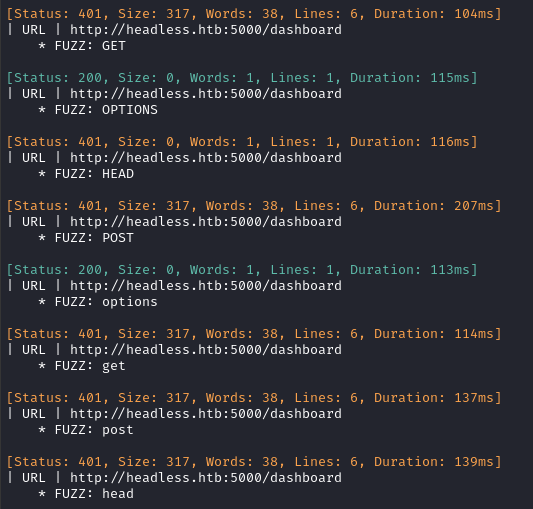 [Status: 401, Size: 317, Words: 38, Lines: 6, Duration: 104ms]
| URL | http://headless.htb:5000/dashboard
* FUZZ: GET
[Status: 200, Size: 0, Words: 1, Lines: 1, Duration: 115ms]
| URL | http://headless.htb:5000/dashboard
* FUZZ: OPTIONS
[Status: 401, Size: 0, Words: 1, Lines: 1, Duration: 116ms]
| URL | http://headless.htb:5000/dashboard
* FUZZ: HEAD
[Status: 401, Size: 317, Words: 38, Lines: 6, Duration: 207ms]
| URL | http://headless.htb:5000/dashboard
* FUZZ: POST
[Status: 200, Size: 0, Words: 1, Lines: 1, Duration: 113ms]
| URL | http://headless.htb:5000/dashboard
* FUZZ: options
[Status: 401, Size: 317, Words: 38, Lines: 6, Duration: 114ms]
| URL | http://headless.htb:5000/dashboard
* FUZZ: get
[Status: 401, Size: 317, Words: 38, Lines: 6, Duration: 137ms]
| URL | http://headless.htb:5000/dashboard
* FUZZ: post
[Status: 401, Size: 317, Words: 38, Lines: 6, Duration: 139ms]
| URL | http://headless.htb:5000/dashboard
* FUZZ: head